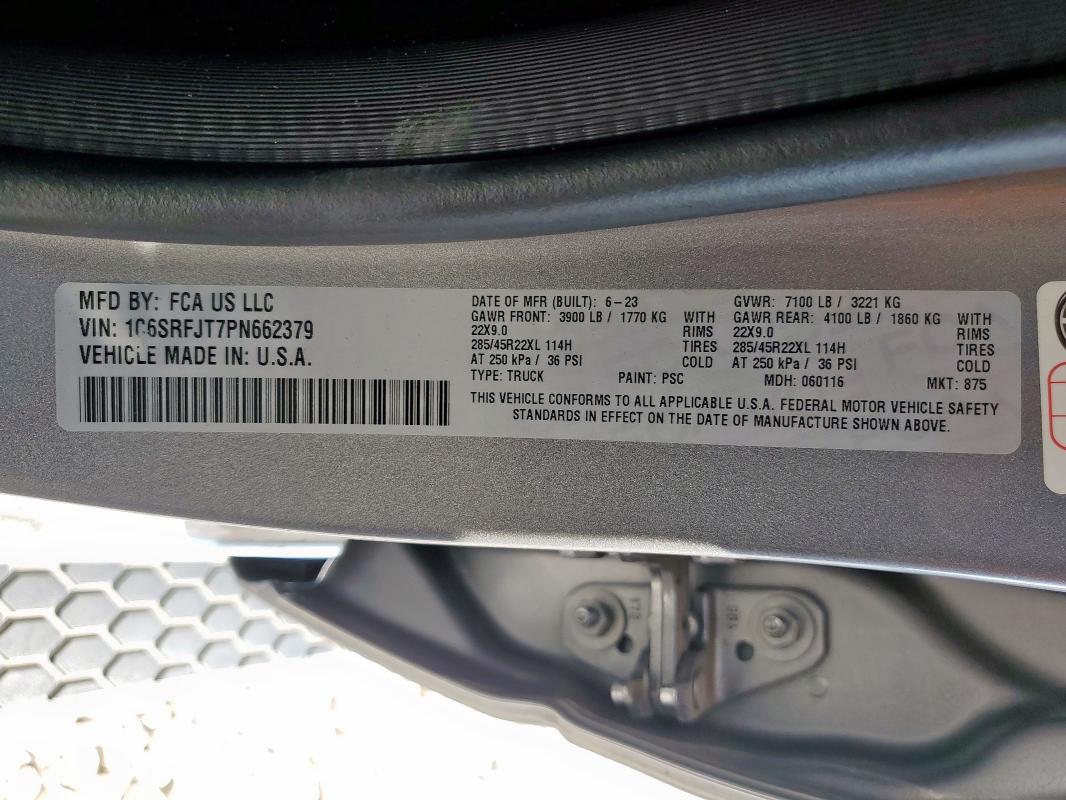 MFD BY: FCA US LLC
VIN: 1C6SRFJT7PN662379
VEHICLE MADE IN: U.S.A.
DATE OF MFR (BUILT): 6-23 GVWR: 7100 LB / 3221 KG
GAWR FRONT: 3900 LB / 1770 KG WITH GAWR REAR: 4100 LB / 1860 KG WITH
22X9.0 RIMS 22X9.0 RIMS
285/45R22XL 114H TIRES 285/45R22XL 114H TIRES
AT 250 kPa / 36 PSI COLD AT 250 kPa / 36 PSI COLD
TYPE: TRUCK PAINT: PSC MDH: 060116 MKT: 875
THIS VEHICLE CONFORMS TO ALL APPLICABLE U.S.A. FEDERAL MOTOR VEHICLE SAFETY
STANDARDS IN EFFECT ON THE DATE OF MANUFACTURE SHOWN ABOVE.